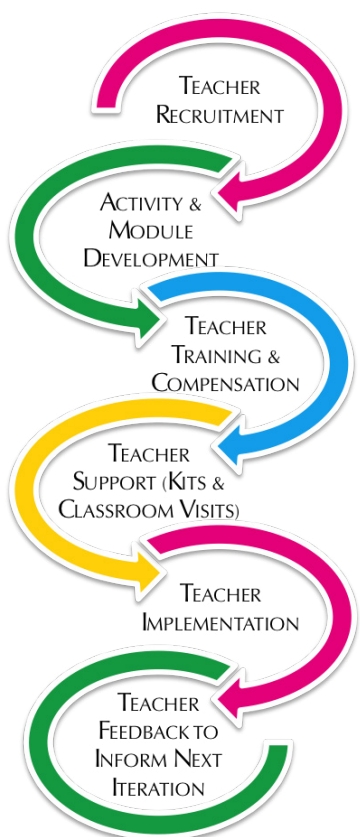 TEACHER
RECRUITMENT
ACTIVITY &
MODULE
DEVELOPMENT
TEACHER
TRAINING &
COMPENSATION
TEACHER
SUPPORT (KITS &
CLASSROOM VISITS)
TEACHER
IMPLEMENTATION
TEACHER
FEEDBACK TO
INFORM NEXT
ITERATION